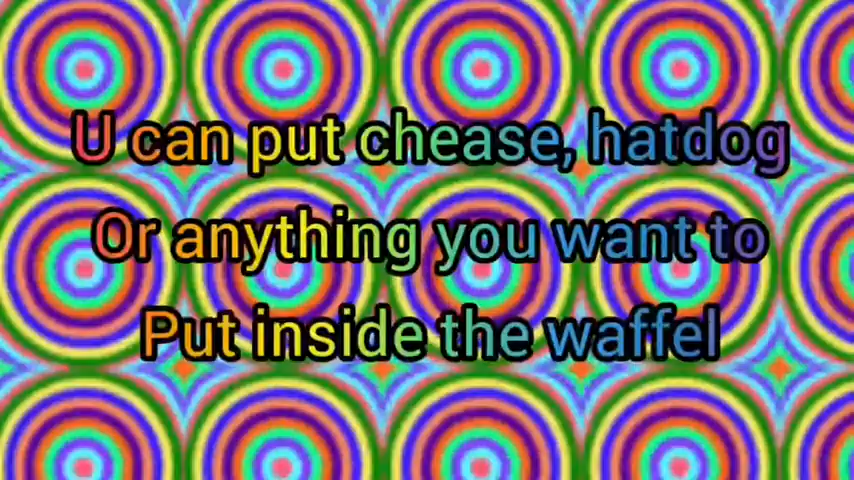 U can put chease, hatdog
Or anything you want to
Put inside the waffel